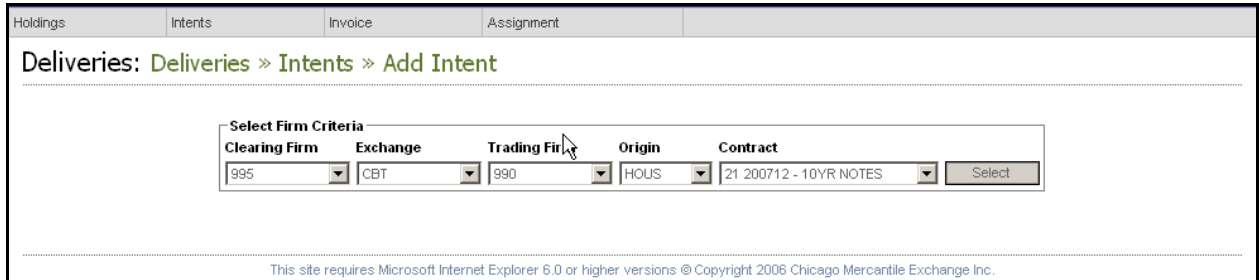 Holdings Intents Invoice Assignment
Deliveries: Deliveries » Intents » Add Intent
Select Firm Criteria
Clearing Firm Exchange Trading Firm Origin Contract
995 CBT 990 HOUS 21 200712 - 10YR NOTES Select
This site requires Microsoft Internet Explorer 6.0 or higher versions © Copyright 2006 Chicago Mercantile Exchange Inc.